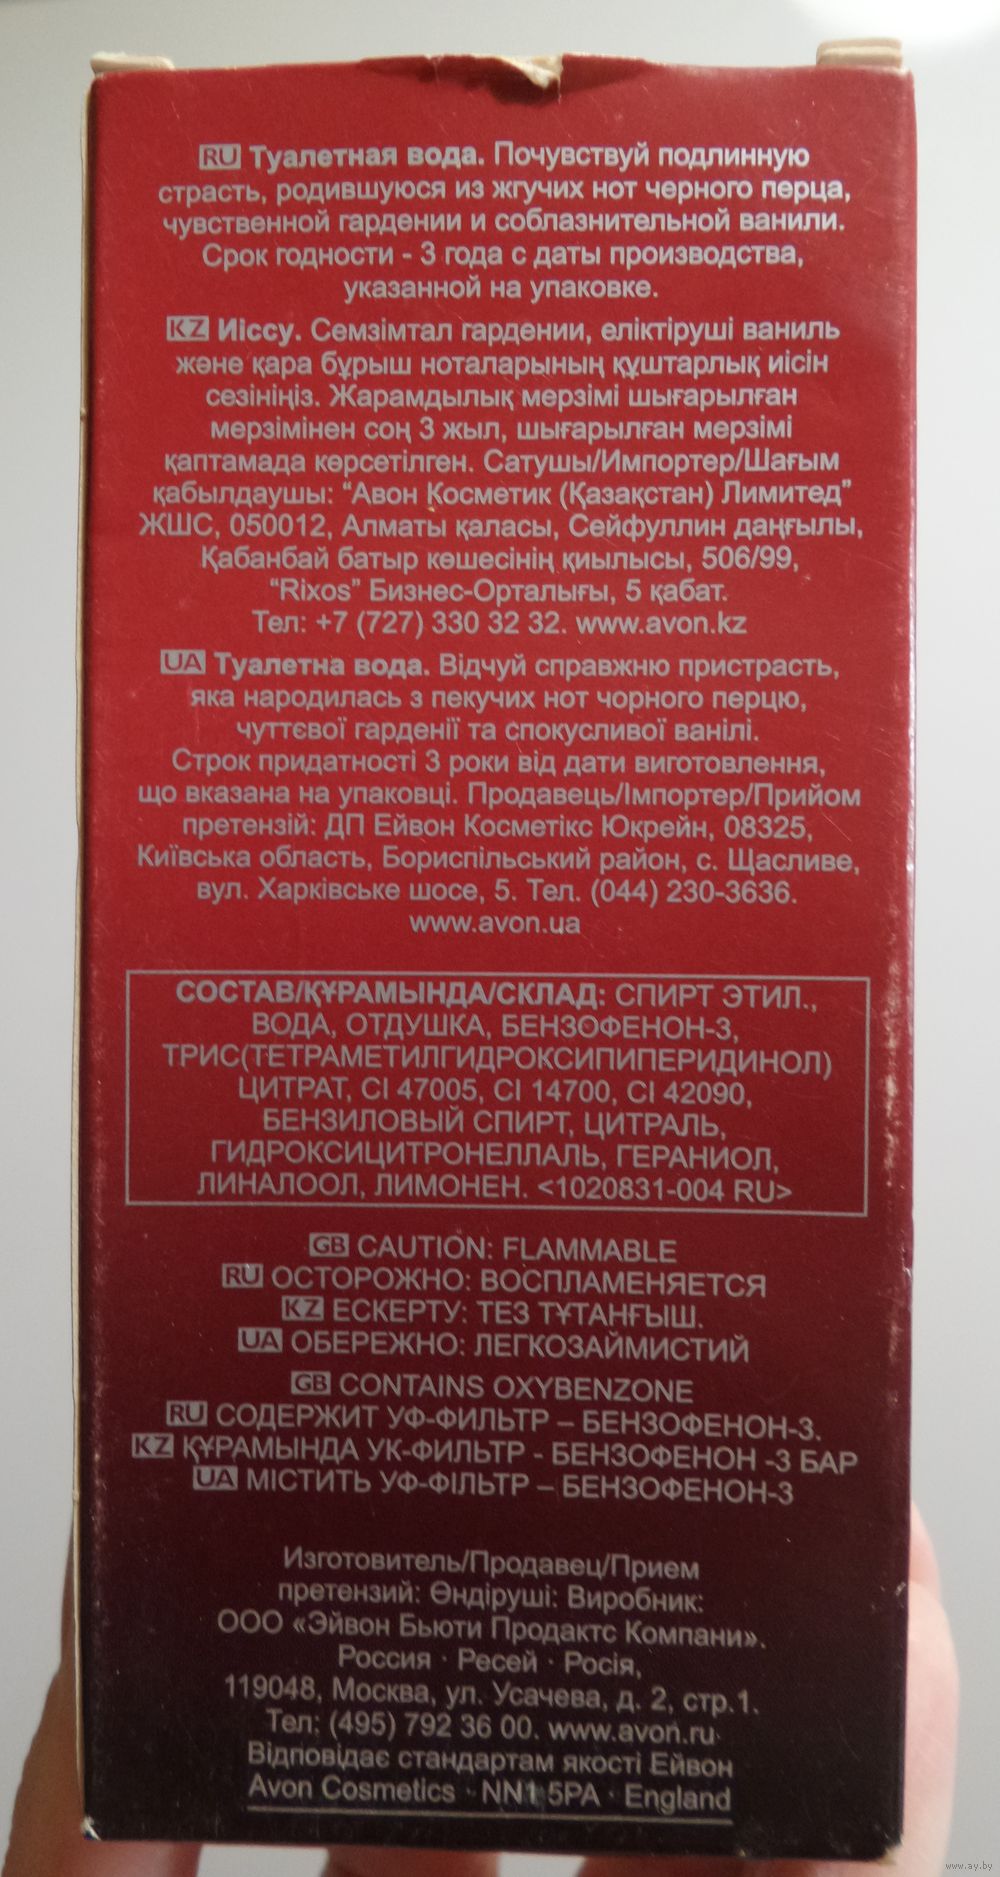 RU Туалетная вода. Почувствуй подлинную
страсть, родившуюся из жгучих нот черного перца,
чувственной гардении и соблазнительной ванили.
Срок годности - 3 года с даты производства,
указанной на упаковке.
KZ Иіссу. Семзімтал гардении, еліктіруші ваниль
және қара бұрыш ноталарының құштарлық иісін
сезініңіз. Жарамдылық мерзімі шығарылған
мерзімінен соң 3 жыл, шығарылған мерзімі
қаптамада көрсетілген. Сатушы/Импортер/Шағым
қабылдаушы: “Авон Косметик (Қазақстан) Лимитед”
ЖШС, 050012, Алматы қаласы, Сейфуллин даңғылы,
Қабанбай батыр көшесінің қиылысы, 506/99,
“Rixos” Бизнес-Орталығы, 5 қабат.
Тел: +7 (727) 330 32 32. www.avon.kz
UA Туалетна вода. Відчуй справжню пристрасть,
яка народилась з пекучих нот чорного перцю,
чуттєвої гарденії та спокусливої ванілі.
Строк придатності 3 роки від дати виготовлення,
що вказана на упаковці. Продавець/Імпортер/Прийом
претензій: ДП Ейвон Косметікс Юкрейн, 08325,
Київська область, Бориспільський район, с. Щасливе,
вул. Харківське шосе, 5. Тел. (044) 230-3636.
www.avon.ua
СОСТАВ/ҚҰРАМЫНДА/СКЛАД: СПИРТ ЭТИЛ.,
ВОДА, ОТДУШКА, БЕНЗОФЕНОН-3,
ТРИС(ТЕТРАМЕТИЛГИДРОКСИПИПЕРИДИНОЛ)
ЦИТРАТ, CI 47005, CI 14700, CI 42090,
БЕНЗИЛОВЫЙ СПИРТ, ЦИТРАЛЬ,
ГИДРОКСИЦИТРОНЕЛЛАЛЬ, ГЕРАНИОЛ,
ЛИНАЛООЛ, ЛИМОНЕН. <1020831-004 RU>
GB CAUTION: FLAMMABLE
RU ОСТОРОЖНО: ВОСПЛАМЕНЯЕТСЯ
KZ ЕСКЕРТУ: ТЕЗ ТҰТАНҒЫШ.
UA ОБЕРЕЖНО: ЛЕГКОЗАЙМИСТИЙ
GB CONTAINS OXYBENZONE
RU СОДЕРЖИТ УФ-ФИЛЬТР – БЕНЗОФЕНОН-3.
KZ ҚҰРАМЫНДА УК-ФИЛЬТР - БЕНЗОФЕНОН -3 БАР
UA МІСТИТЬ УФ-ФІЛЬТР – БЕНЗОФЕНОН-3
Изготовитель/Продавец/Прием
претензий: Өндіруші: Виробник:
ООО «Эйвон Бьюти Продактс Компани».
Россия · Ресей · Росія,
119048, Москва, ул. Усачева, д. 2, стр.1.
Тел: (495) 792 36 00. www.avon.ru
Відповідає стандартам якості Ейвон
Avon Cosmetics · NN1 5PA · England
www.ay.by